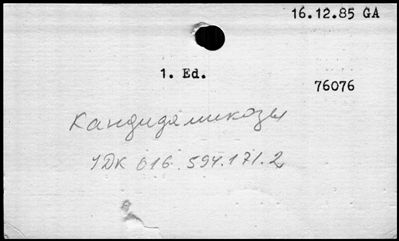 16.12.85 GA
1. Ed.
76076
Кандидамикозы
УДК 616.594.171.2